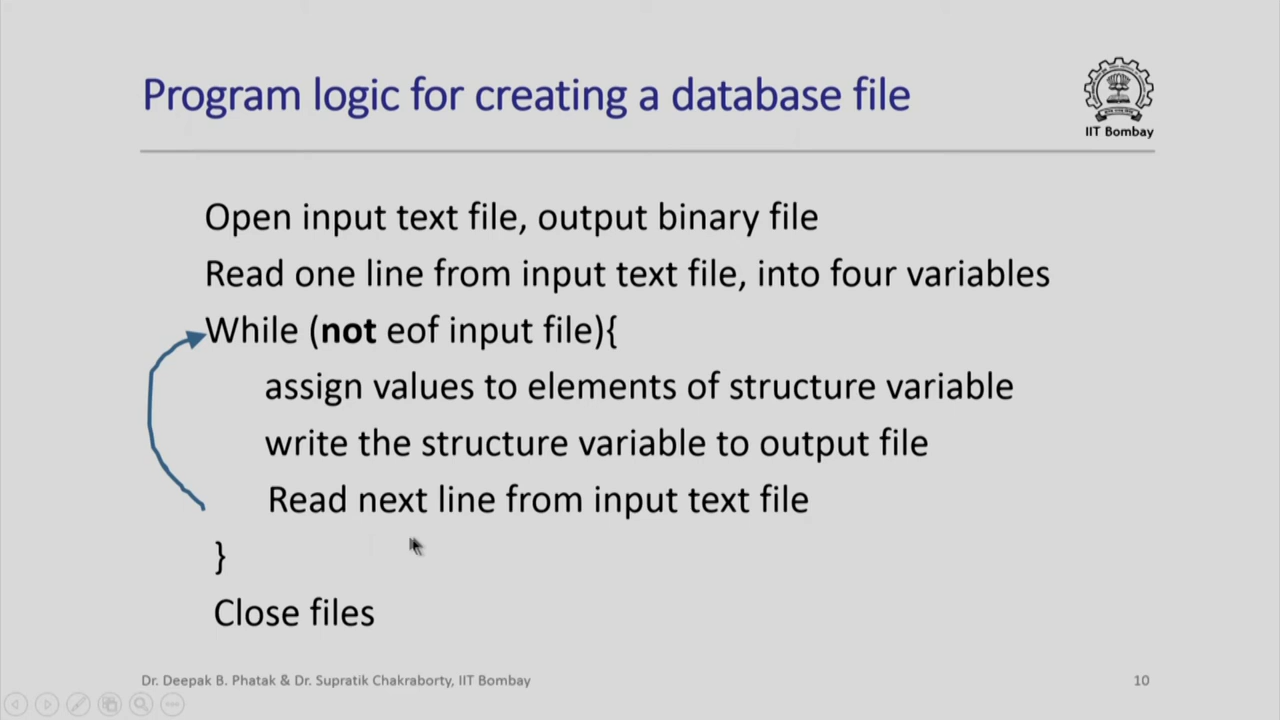 Program logic for creating a database file
IIT Bombay
Open input text file, output binary file
Read one line from input text file, into four variables
While (not eof input file){
assign values to elements of structure variable
write the structure variable to output file
Read next line from input text file
}
Close files
Dr. Deepak B. Phatak & Dr. Supratik Chakraborty, IIT Bombay
10